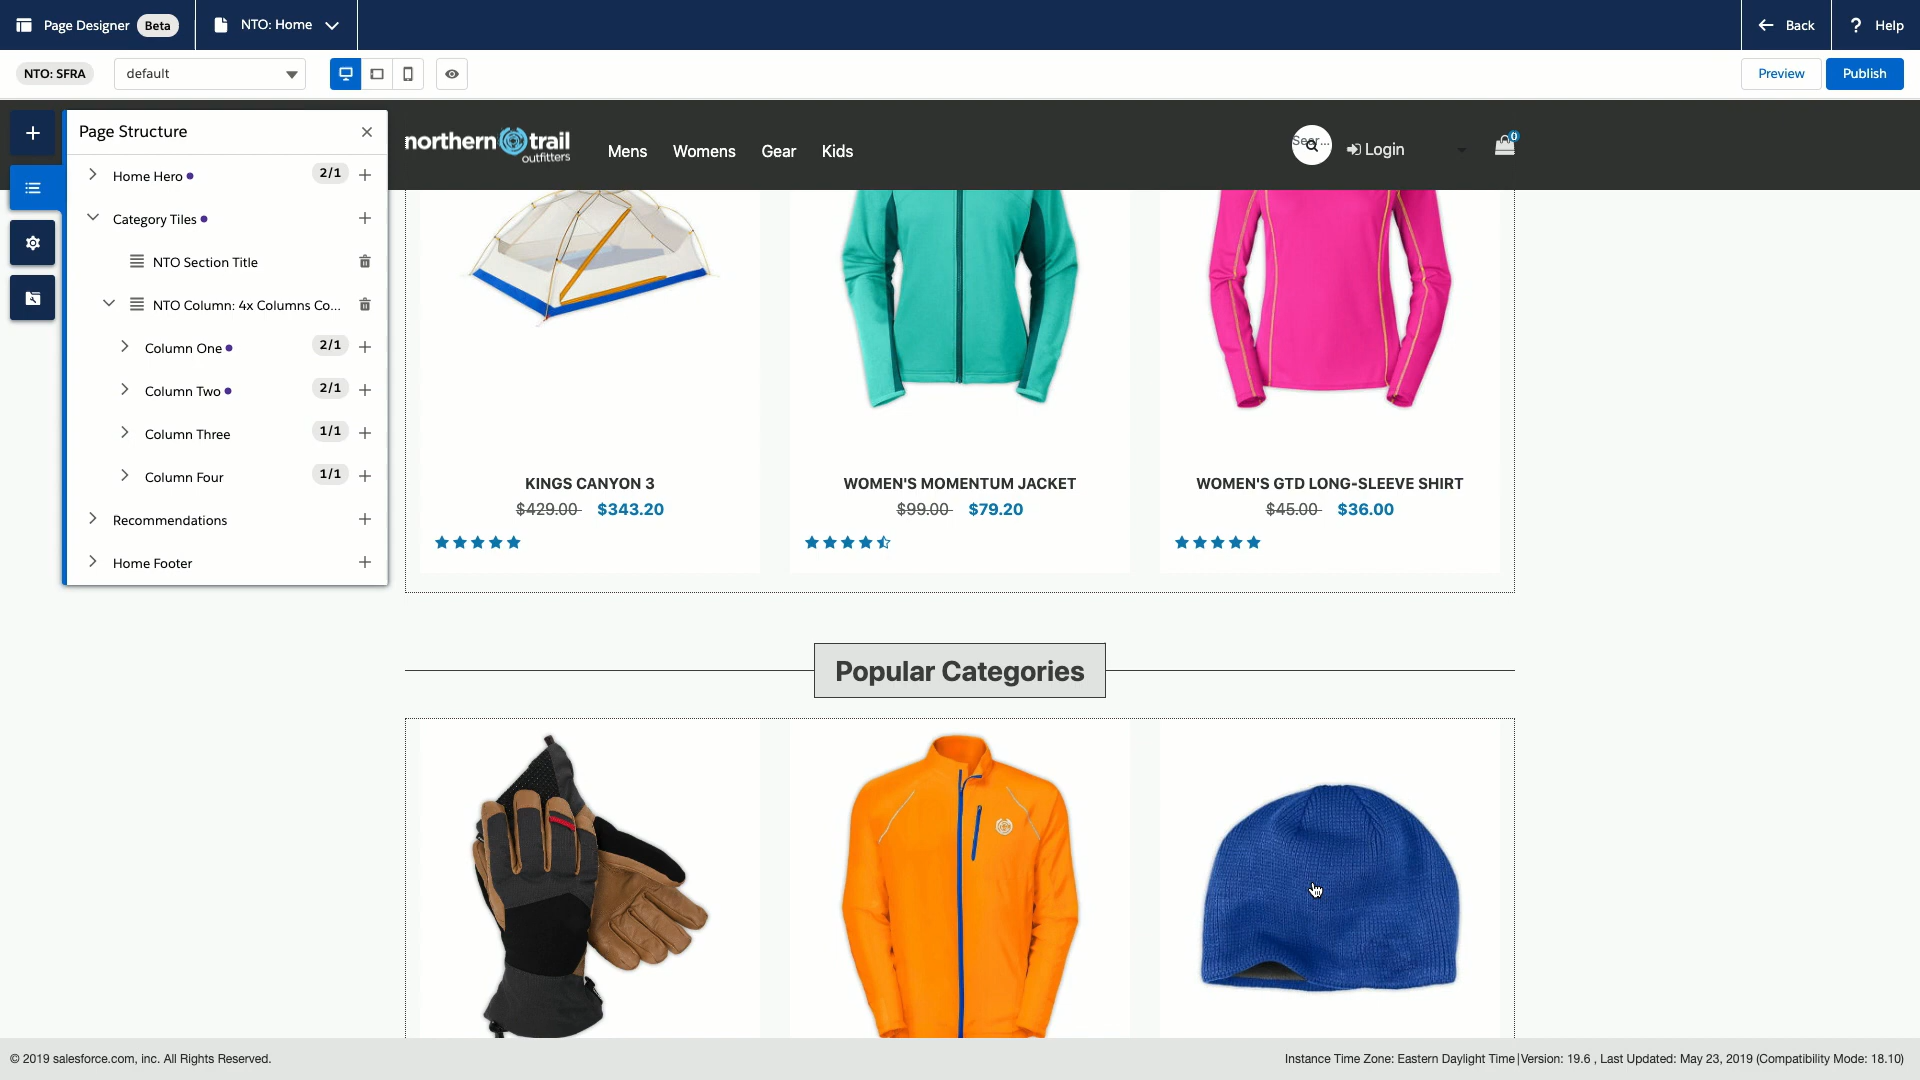 Page Designer Beta NTO: Home Back ? Help
NTO: SFRA default Preview Publish
Page Structure
Home Hero 2/1
Category Tiles
NTO Section Title
NTO Column: 4x Columns Co...
Column One 2/1
Column Two 2/1
Column Three 1/1
Column Four 1/1
Recommendations
Home Footer
northern trail
outfitters
Mens Womens Gear Kids Sear... Login 0
KINGS CANYON 3
$429.00 $343.20
WOMEN'S MOMENTUM JACKET
$99.00 $79.20
WOMEN'S GTD LONG-SLEEVE SHIRT
$45.00 $36.00
Popular Categories
© 2019 salesforce.com, inc. All Rights Reserved.
Instance Time Zone: Eastern Daylight Time | Version: 19.6 , Last Updated: May 23, 2019 (Compatibility Mode: 18.10)